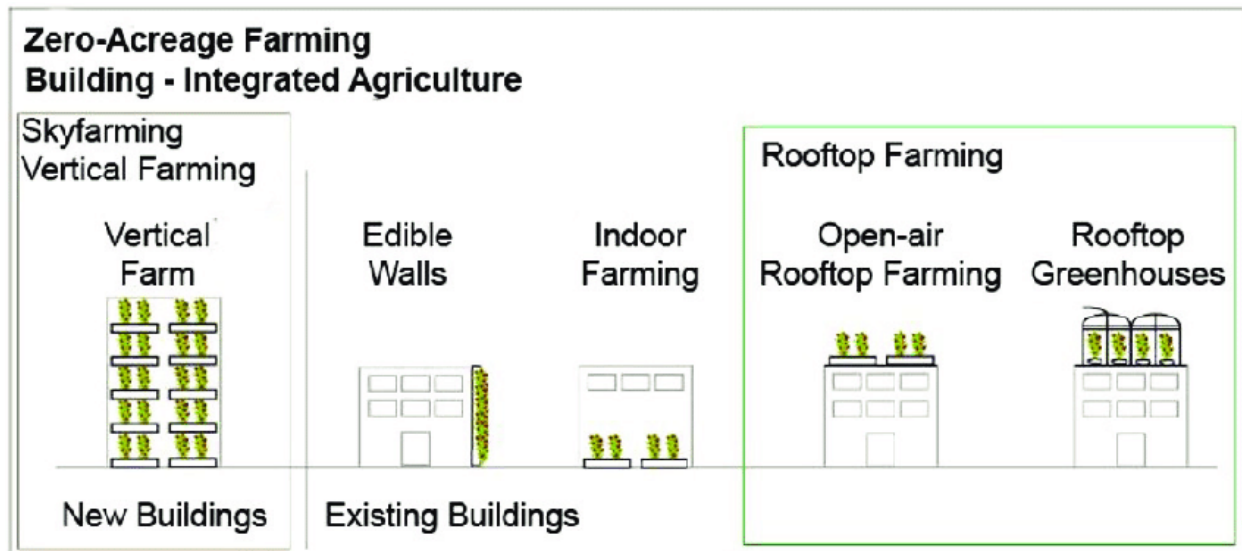 Zero-Acreage Farming
Building - Integrated Agriculture
Skyfarming
Vertical Farming
Rooftop Farming
Vertical
Farm
Edible
Walls
Indoor
Farming
Open-air
Rooftop Farming
Rooftop
Greenhouses
New Buildings
Existing Buildings